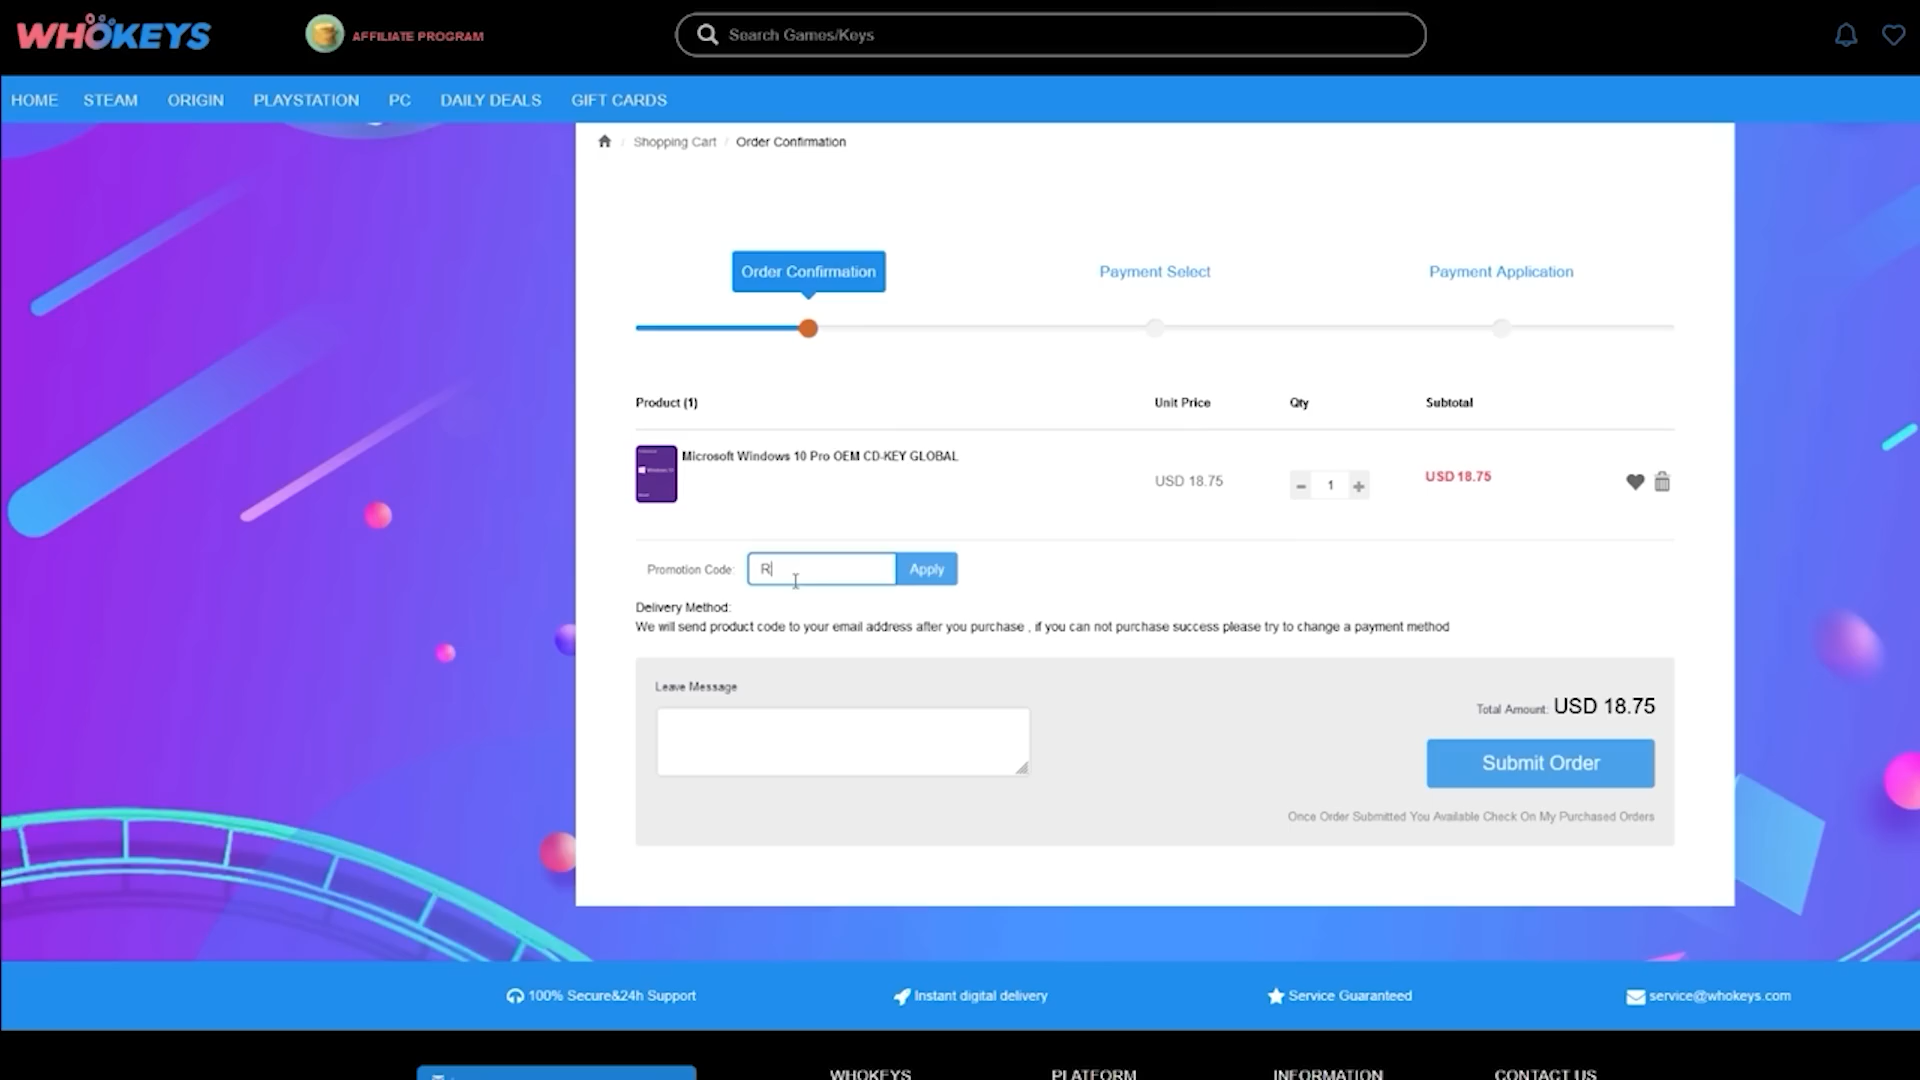 WHOKEYS
AFFILIATE PROGRAM
Search Games/Keys
HOME STEAM ORIGIN PLAYSTATION PC DAILY DEALS GIFT CARDS
/ Shopping Cart / Order Confirmation
Order Confirmation Payment Select Payment Application
Product (1) Unit Price Qty Subtotal
Microsoft Windows 10 Pro OEM CD-KEY GLOBAL
USD 18.75 - 1 + USD 18.75
Promotion Code: R Apply
Delivery Method:
We will send product code to your email address after you purchase , if you can not purchase success please try to change a payment method
Leave Message
Total Amount: USD 18.75
Submit Order
Once Order Submitted You Available Check On My Purchased Orders
100% Secure&24h Support Instant digital delivery Service Guaranteed service@whokeys.com
WHOKEYS PLATFORM INFORMATION CONTACT US